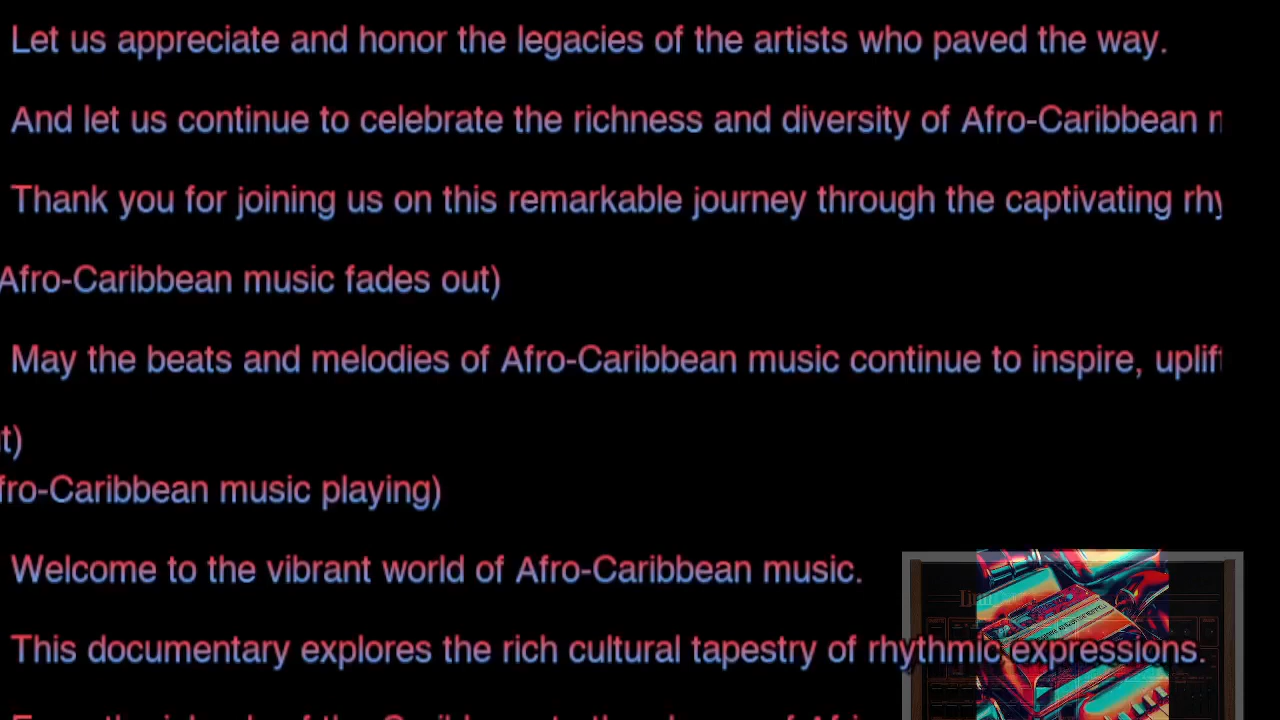 Let us appreciate and honor the legacies of the artists who paved the way.
And let us continue to celebrate the richness and diversity of Afro-Caribbean
Thank you for joining us on this remarkable journey through the captivating
Afro-Caribbean music fades out)
May the beats and melodies of Afro-Caribbean music continue to inspire, uplift
t)
fro-Caribbean music playing)
Welcome to the vibrant world of Afro-Caribbean music.
This documentary explores the rich cultural tapestry of rhythmic expressions.